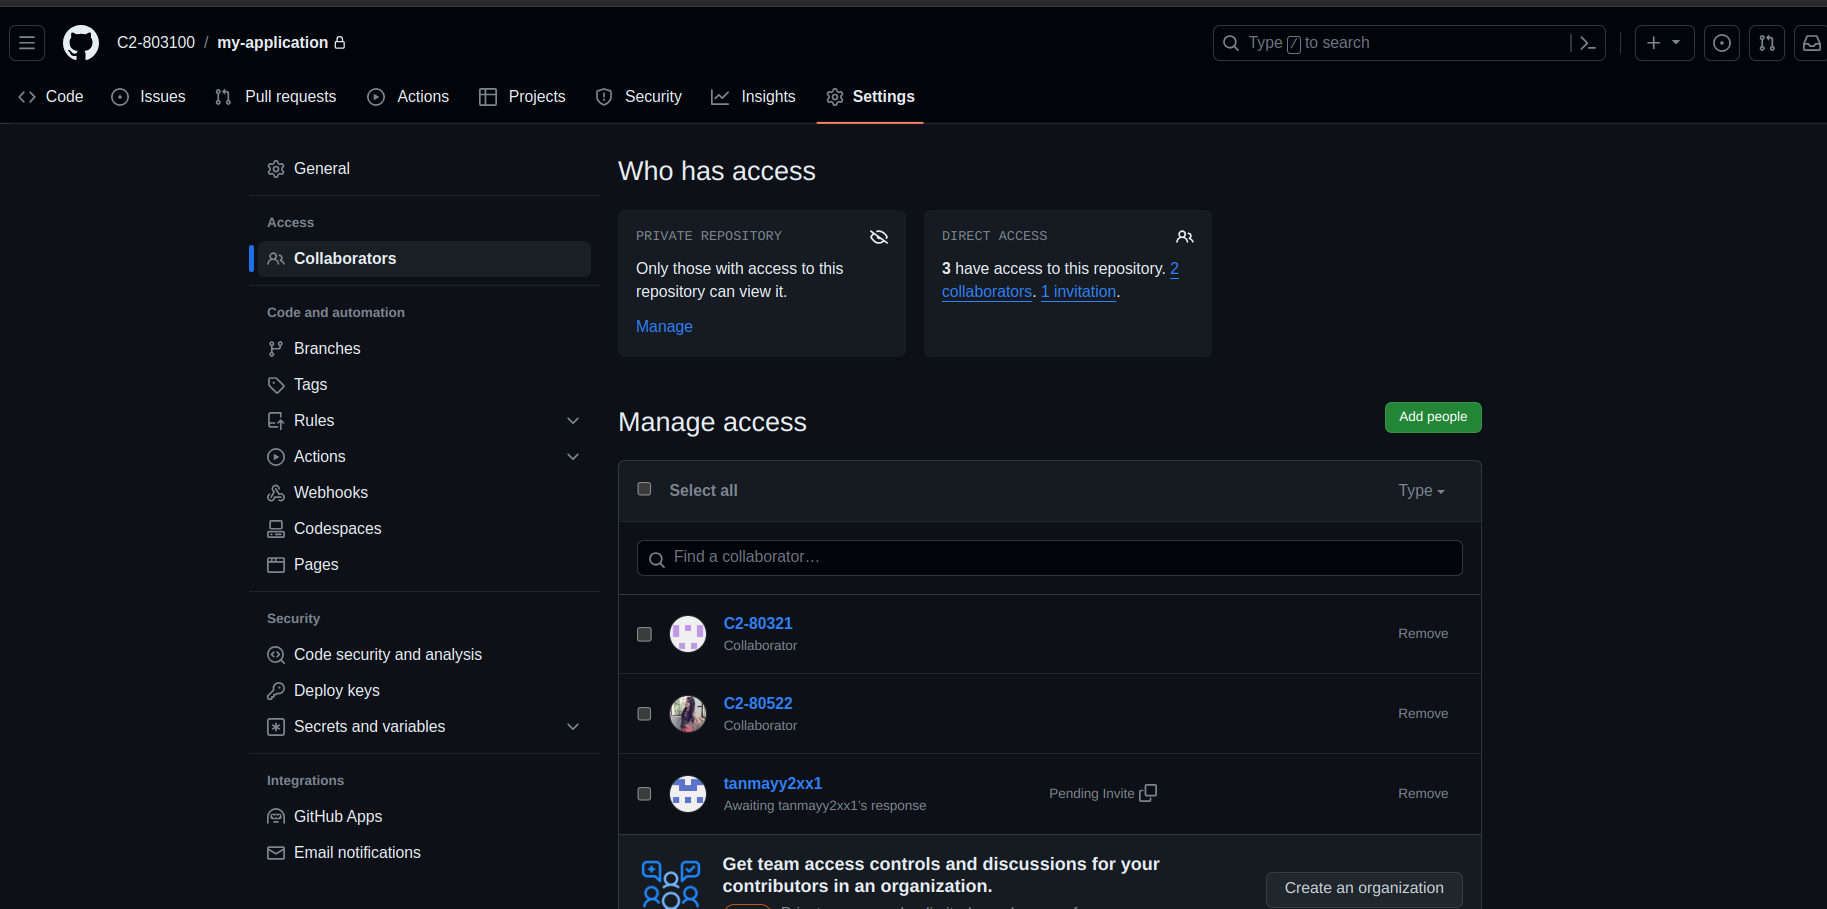 C2-803100 / my-application
Type / to search
Code
Issues
Pull requests
Actions
Projects
Security
Insights
Settings
General
Access
Collaborators
Code and automation
Branches
Tags
Rules
Actions
Webhooks
Codespaces
Pages
Security
Code security and analysis
Deploy keys
Secrets and variables
Integrations
GitHub Apps
Email notifications
Who has access
PRIVATE REPOSITORY
Only those with access to this
repository can view it.
Manage
DIRECT ACCESS
3 have access to this repository. 2
collaborators. 1 invitation.
Manage access
Add people
Select all
Type
Find a collaborator…
C2-80321
Collaborator
Remove
C2-80522
Collaborator
Remove
tanmayy2xx1
Awaiting tanmayy2xx1's response
Pending Invite
Remove
Get team access controls and discussions for your
contributors in an organization.
Create an organization